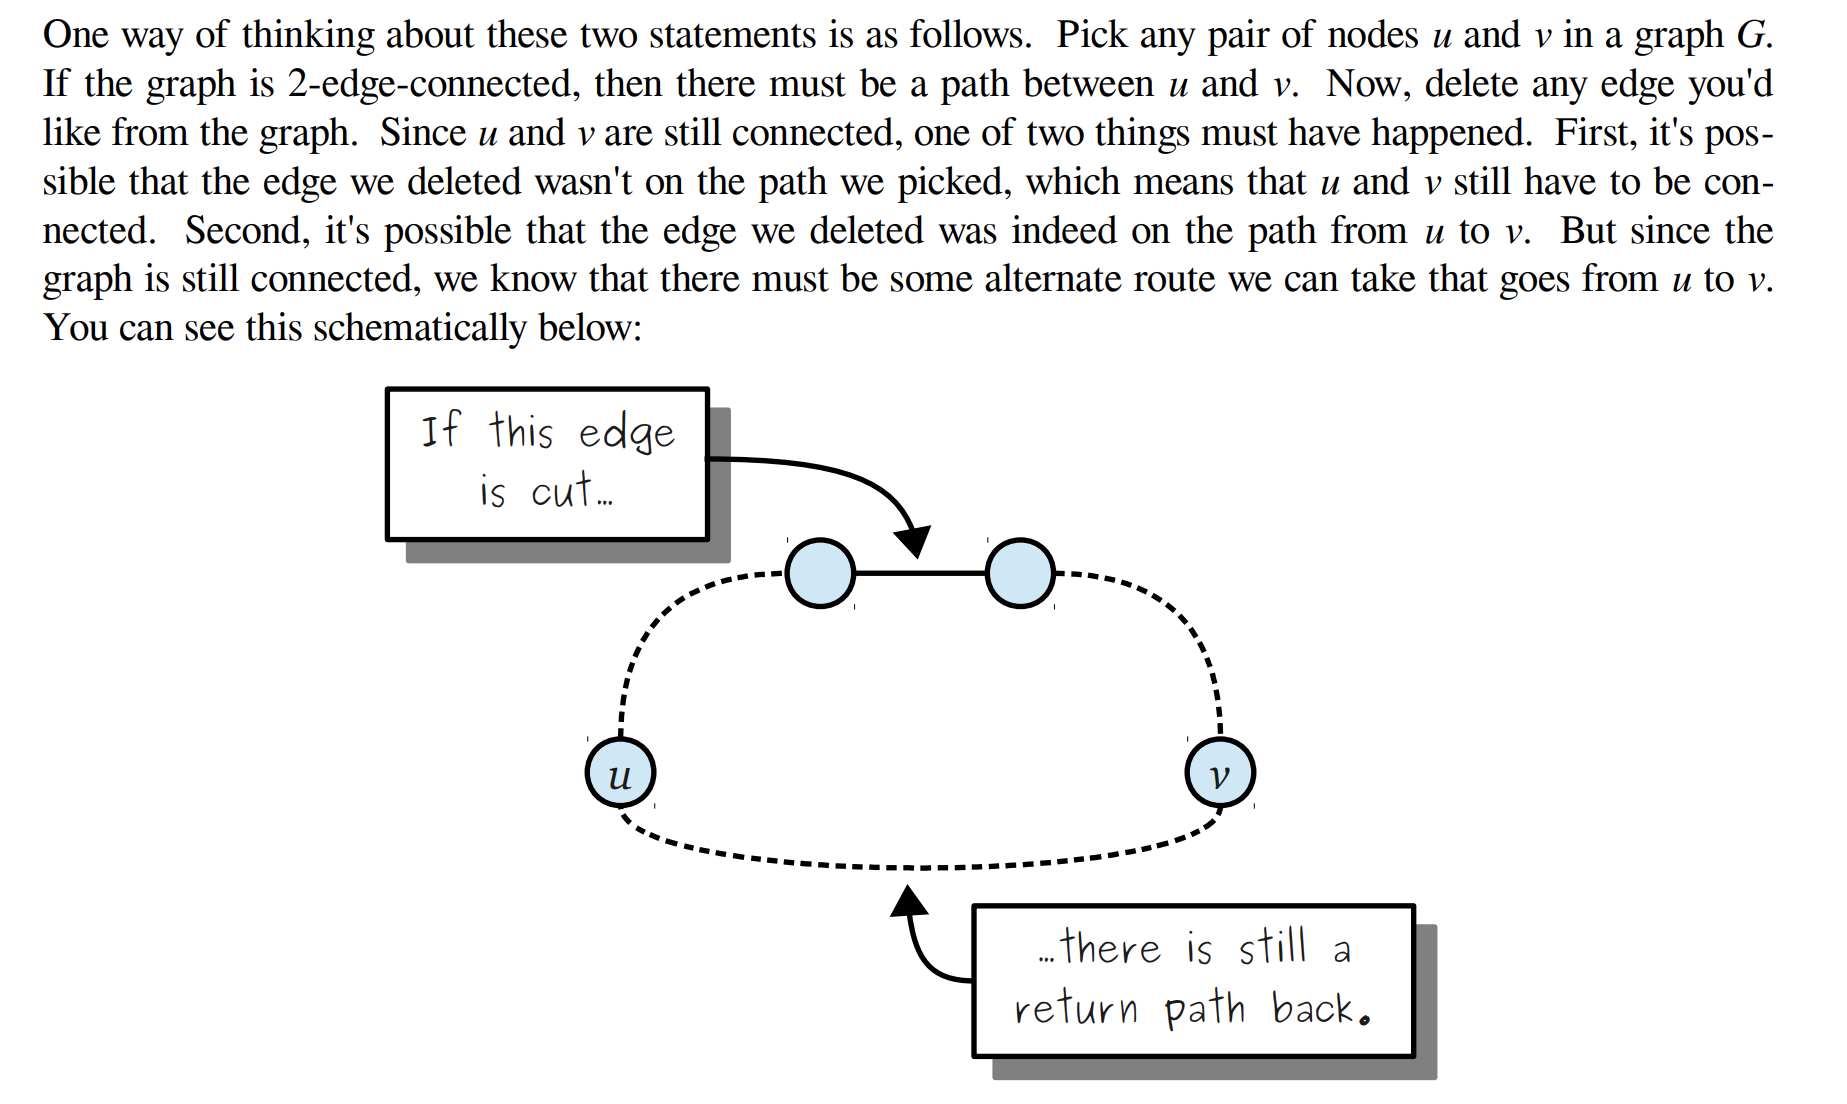 One way of thinking about these two statements is as follows. Pick any pair of nodes u and v in a graph G.
If the graph is 2-edge-connected, then there must be a path between u and v. Now, delete any edge you'd
like from the graph. Since u and v are still connected, one of two things must have happened. First, it's pos-
sible that the edge we deleted wasn't on the path we picked, which means that u and v still have to be con-
nected. Second, it's possible that the edge we deleted was indeed on the path from u to v. But since the
graph is still connected, we know that there must be some alternate route we can take that goes from u to v.
You can see this schematically below:
If this edge
is cut…
u
v
…there is still a
return path back.